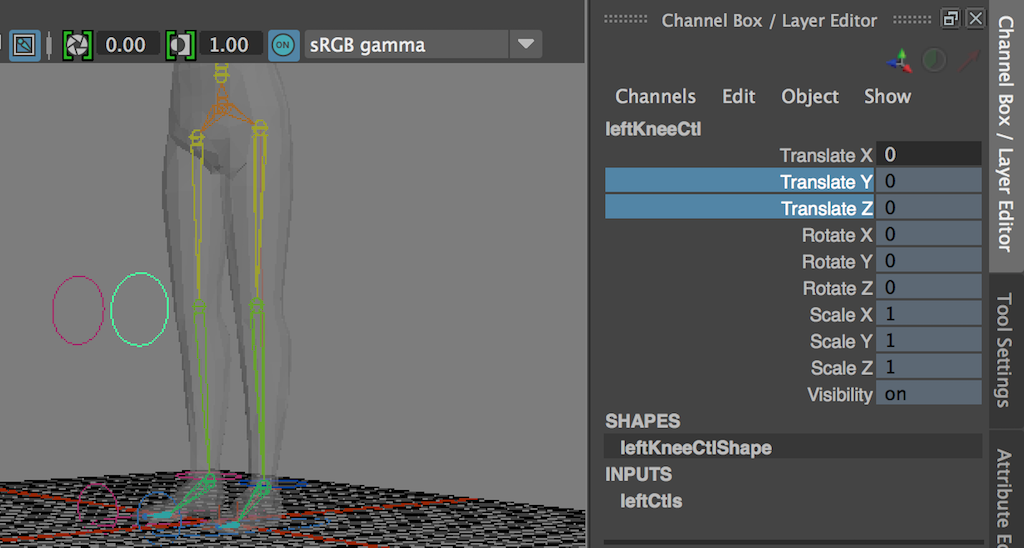 0.00 1.00 ON sRGB gamma
Channel Box / Layer Editor
Channels Edit Object Show
leftKneeCtl
Translate X 0
Translate Y 0
Translate Z 0
Rotate X 0
Rotate Y 0
Rotate Z 0
Scale X 1
Scale Y 1
Scale Z 1
Visibility on
SHAPES
leftKneeCtlShape
INPUTS
leftCtls
Channel Box / Layer Editor
Tool Settings
Attribute